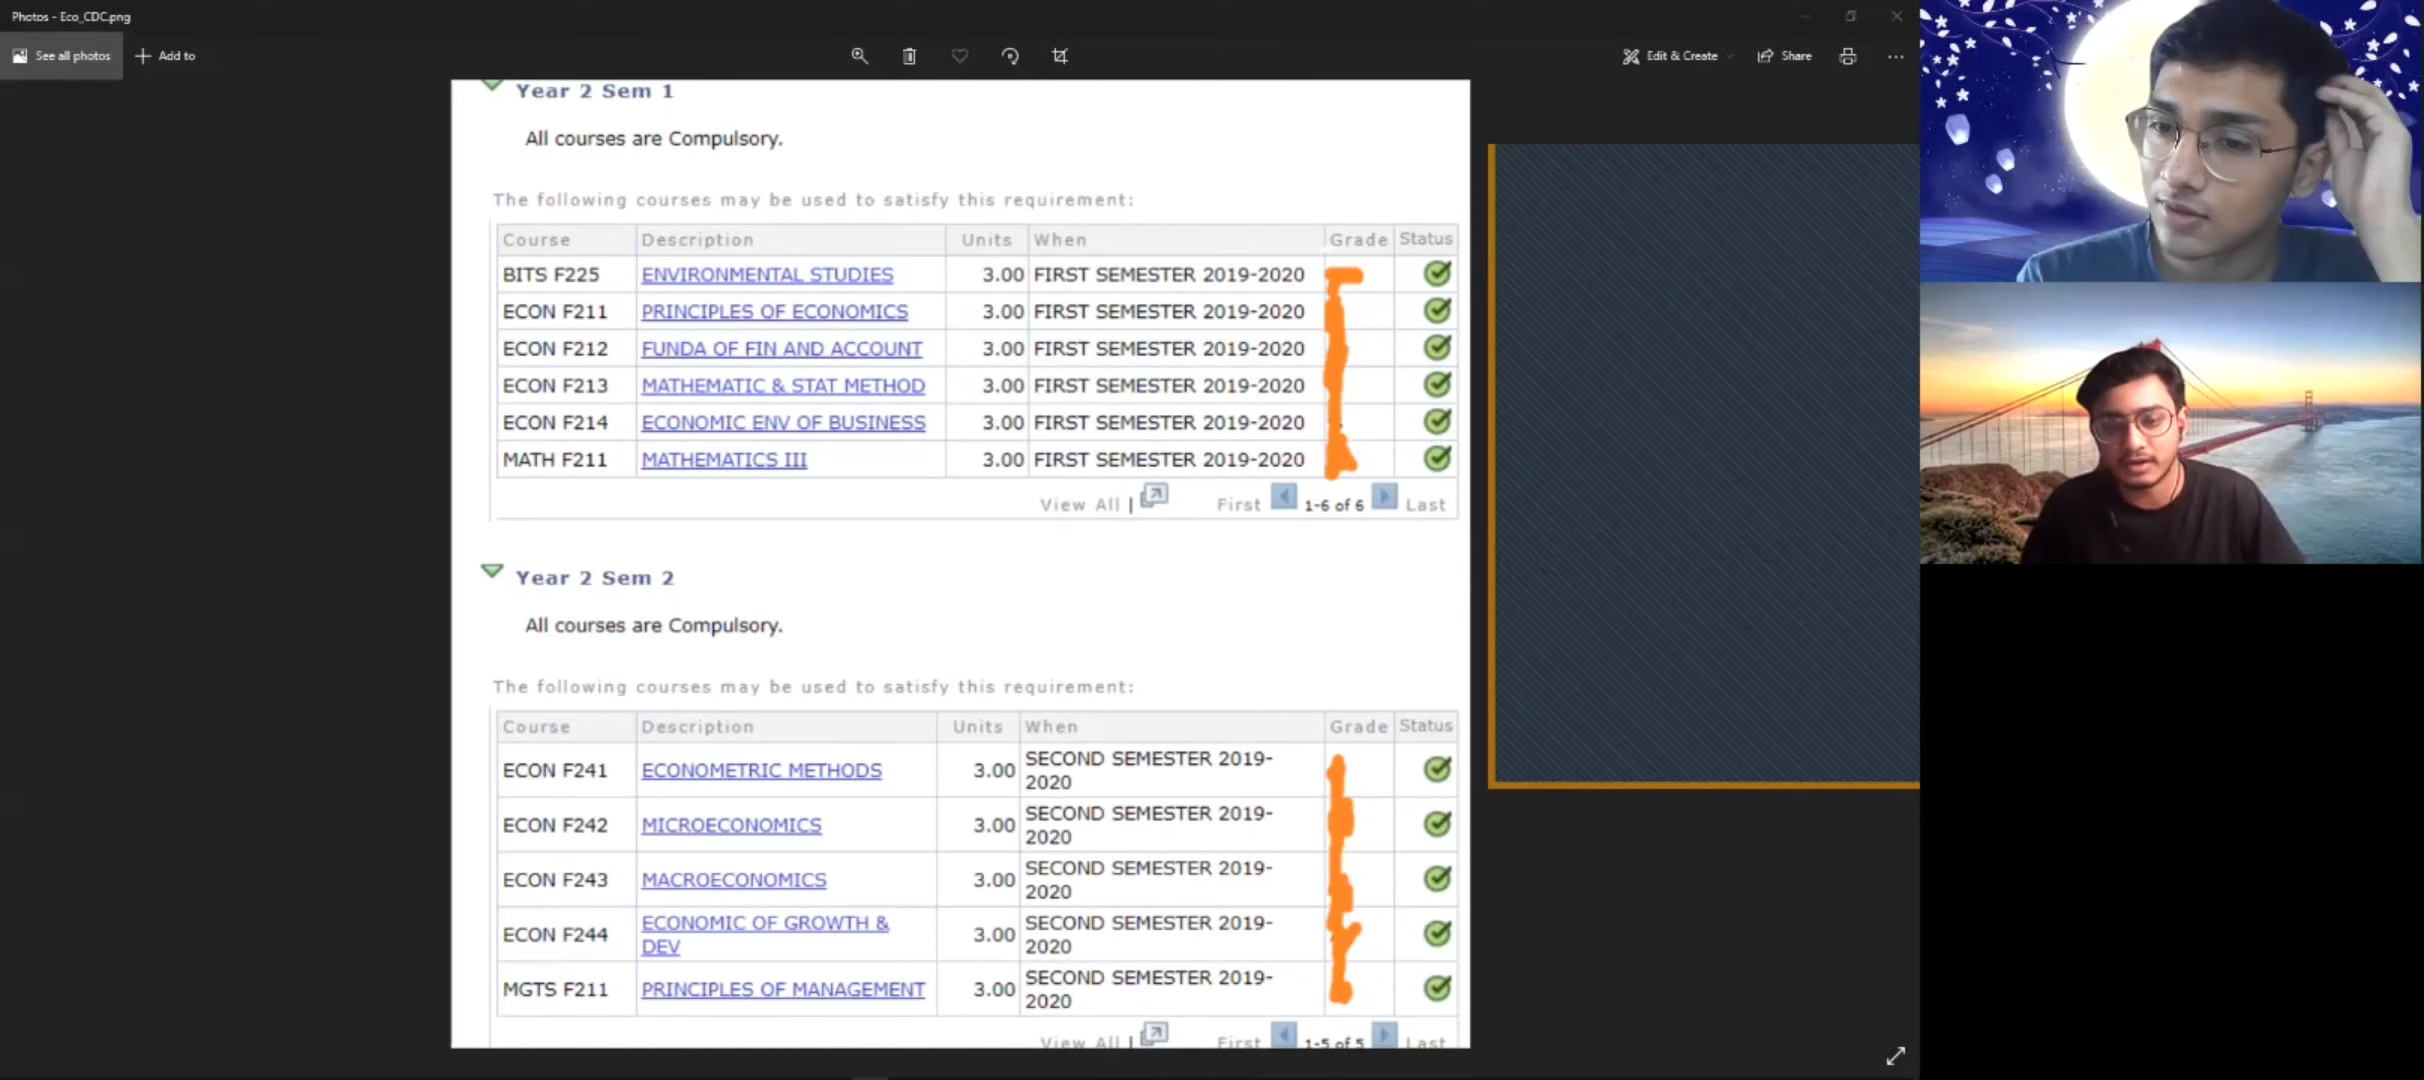 Photos - Eco_CDC.png
See all photos
Add to
Edit & Create
Share
Year 2 Sem 1
All courses are Compulsory.
The following courses may be used to satisfy this requirement:
Course Description Units When Grade Status
BITS F225 ENVIRONMENTAL STUDIES 3.00 FIRST SEMESTER 2019-2020
ECON F211 PRINCIPLES OF ECONOMICS 3.00 FIRST SEMESTER 2019-2020
ECON F212 FUNDA OF FIN AND ACCOUNT 3.00 FIRST SEMESTER 2019-2020
ECON F213 MATHEMATIC & STAT METHOD 3.00 FIRST SEMESTER 2019-2020
ECON F214 ECONOMIC ENV OF BUSINESS 3.00 FIRST SEMESTER 2019-2020
MATH F211 MATHEMATICS III 3.00 FIRST SEMESTER 2019-2020
View All | First 1-6 of 6 Last
Year 2 Sem 2
All courses are Compulsory.
The following courses may be used to satisfy this requirement:
Course Description Units When Grade Status
ECON F241 ECONOMETRIC METHODS 3.00 SECOND SEMESTER 2019-
2020
ECON F242 MICROECONOMICS 3.00 SECOND SEMESTER 2019-
2020
ECON F243 MACROECONOMICS 3.00 SECOND SEMESTER 2019-
2020
ECON F244 ECONOMIC OF GROWTH & 3.00 SECOND SEMESTER 2019-
DEV 2020
MGTS F211 PRINCIPLES OF MANAGEMENT 3.00 SECOND SEMESTER 2019-
2020
View All | First 1-5 of 5 Last